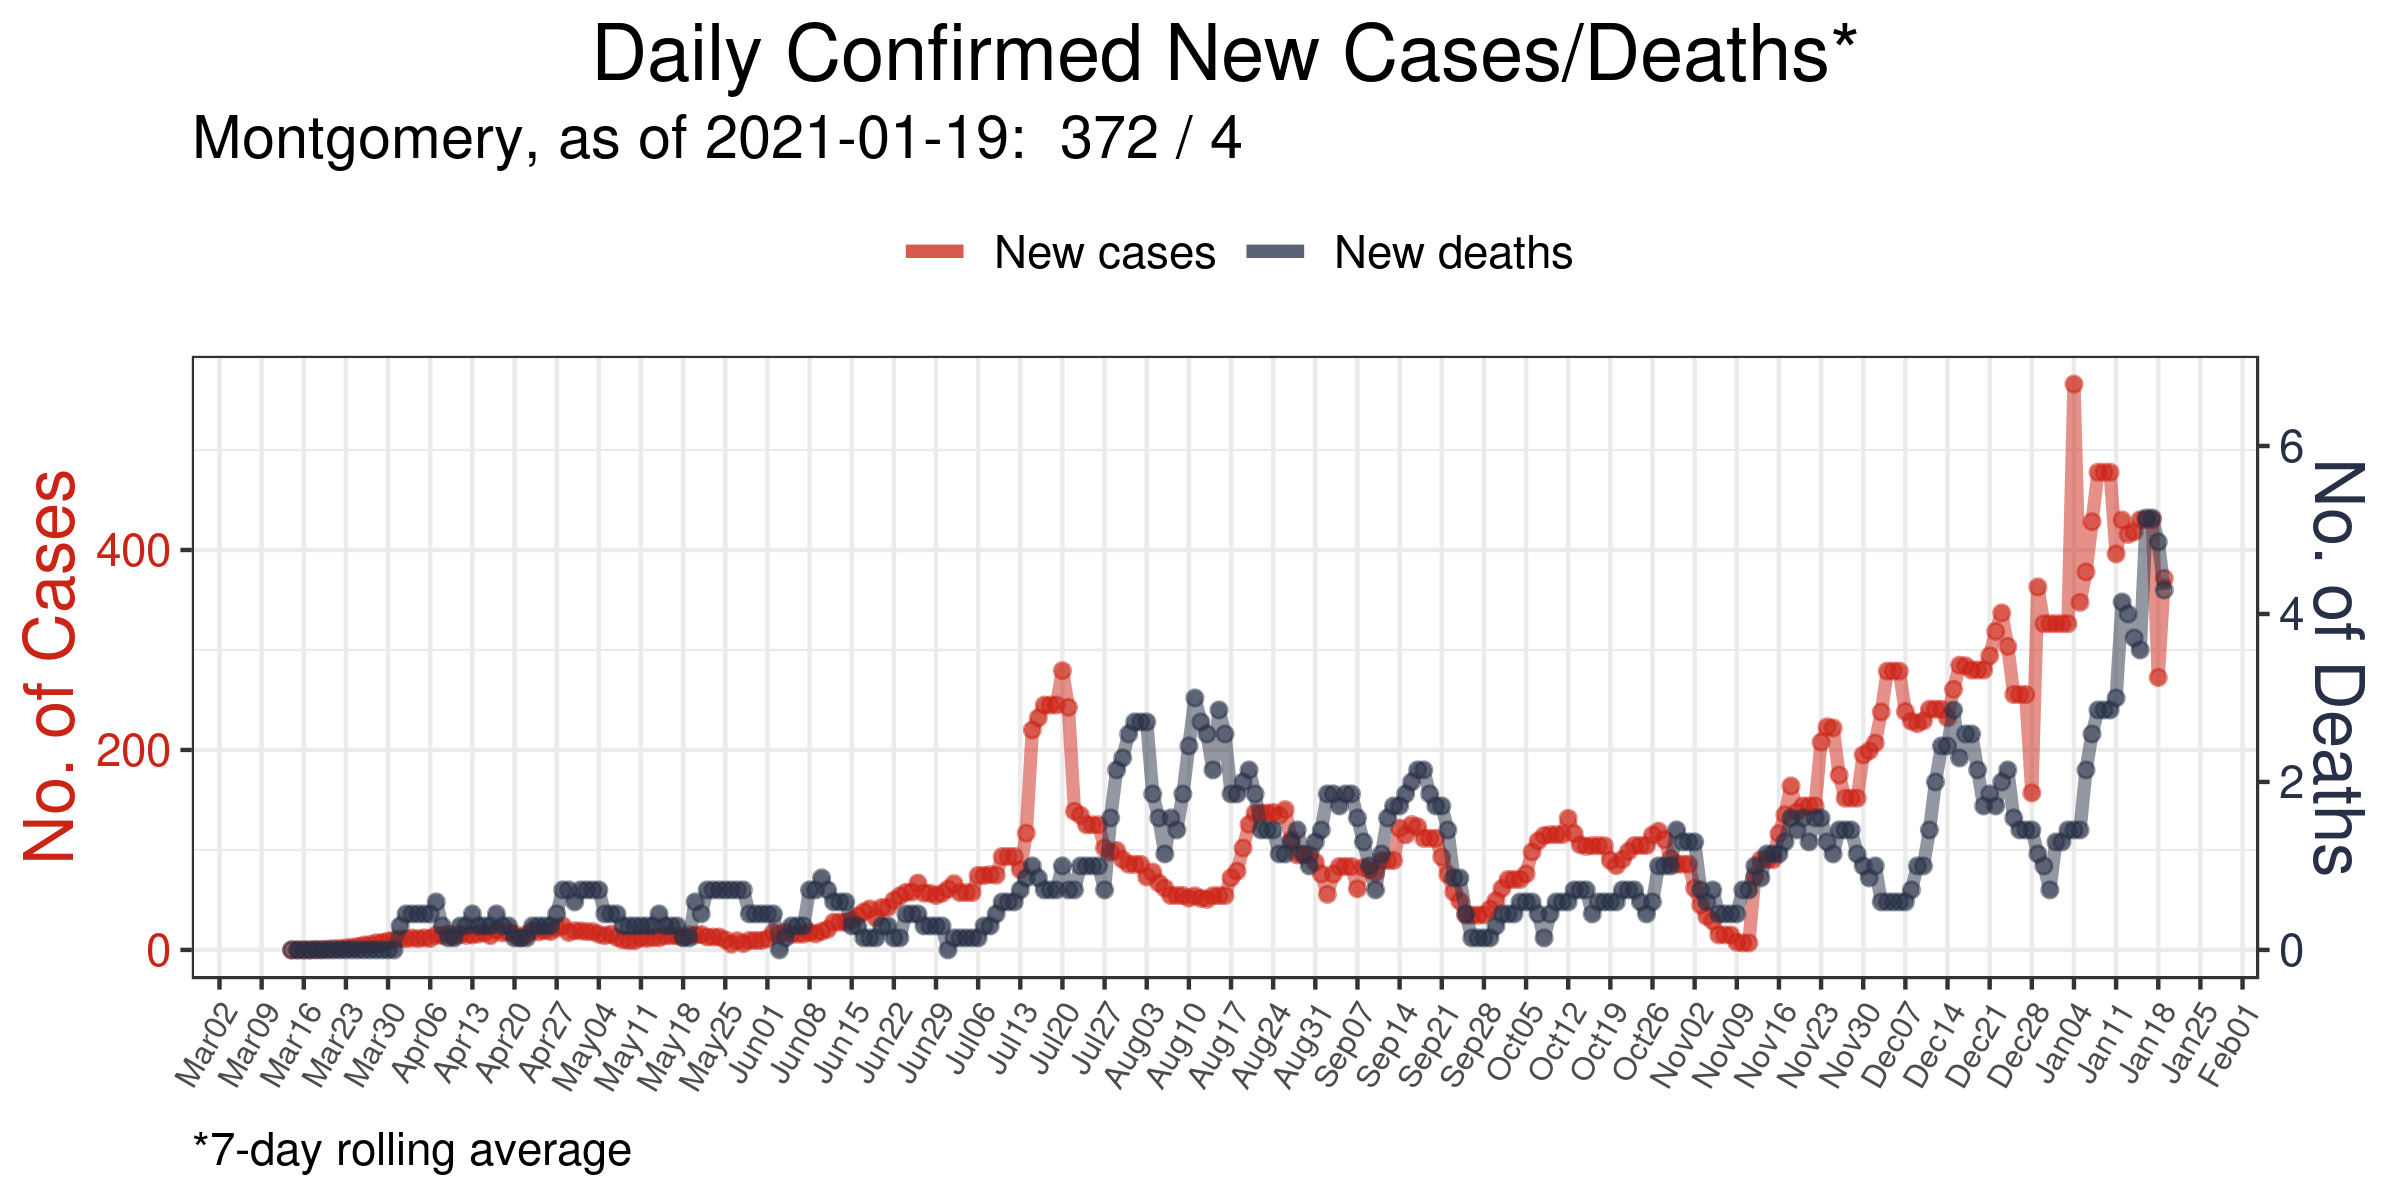 Daily Confirmed New Cases/Deaths*
Montgomery, as of 2021-01-19:  372 / 4
New cases
New deaths
No. of Cases
400
200
0
6
4
2
0
No. of Deaths
Mar02
Mar09
Mar16
Mar23
Mar30
Apr06
Apr13
Apr20
Apr27
May04
May11
May18
May25
Jun01
Jun08
Jun15
Jun22
Jun29
Jul06
Jul13
Jul20
Jul27
Aug03
Aug10
Aug17
Aug24
Aug31
Sep07
Sep14
Sep21
Sep28
Oct05
Oct12
Oct19
Oct26
Nov02
Nov09
Nov16
Nov23
Nov30
Dec07
Dec14
Dec21
Dec28
Jan04
Jan11
Jan18
Jan25
Feb01
*7-day rolling average